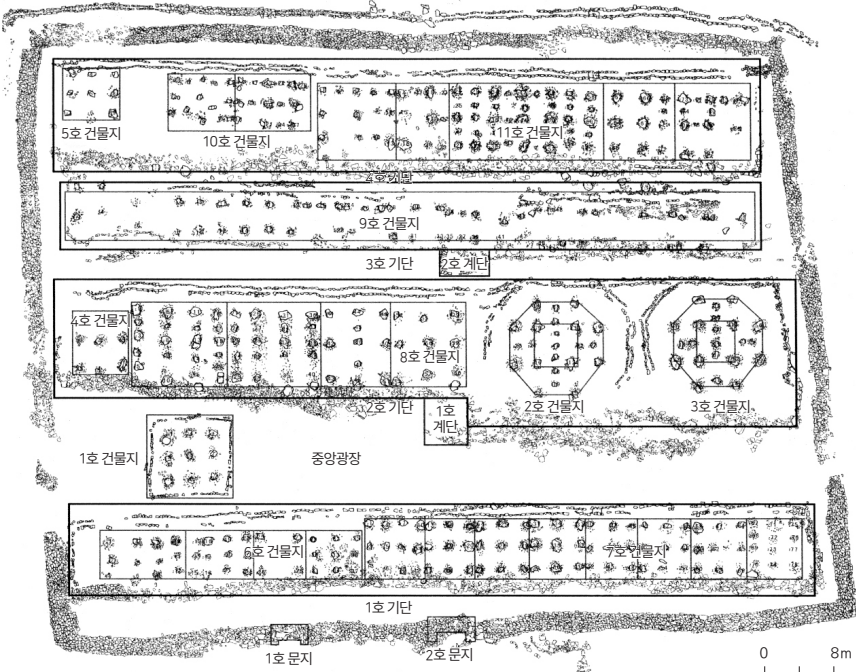 5호 건물지
10호 건물지
11호 건물지
4호 기단
9호 건물지
3호 기단
2호 계단
4호 건물지
8호 건물지
2호 기단
1호
계단
2호 건물지
3호 건물지
1호 건물지
중앙광장
6호 건물지
7호 건물지
1호 기단
1호 문지
2호 문지
0 8m